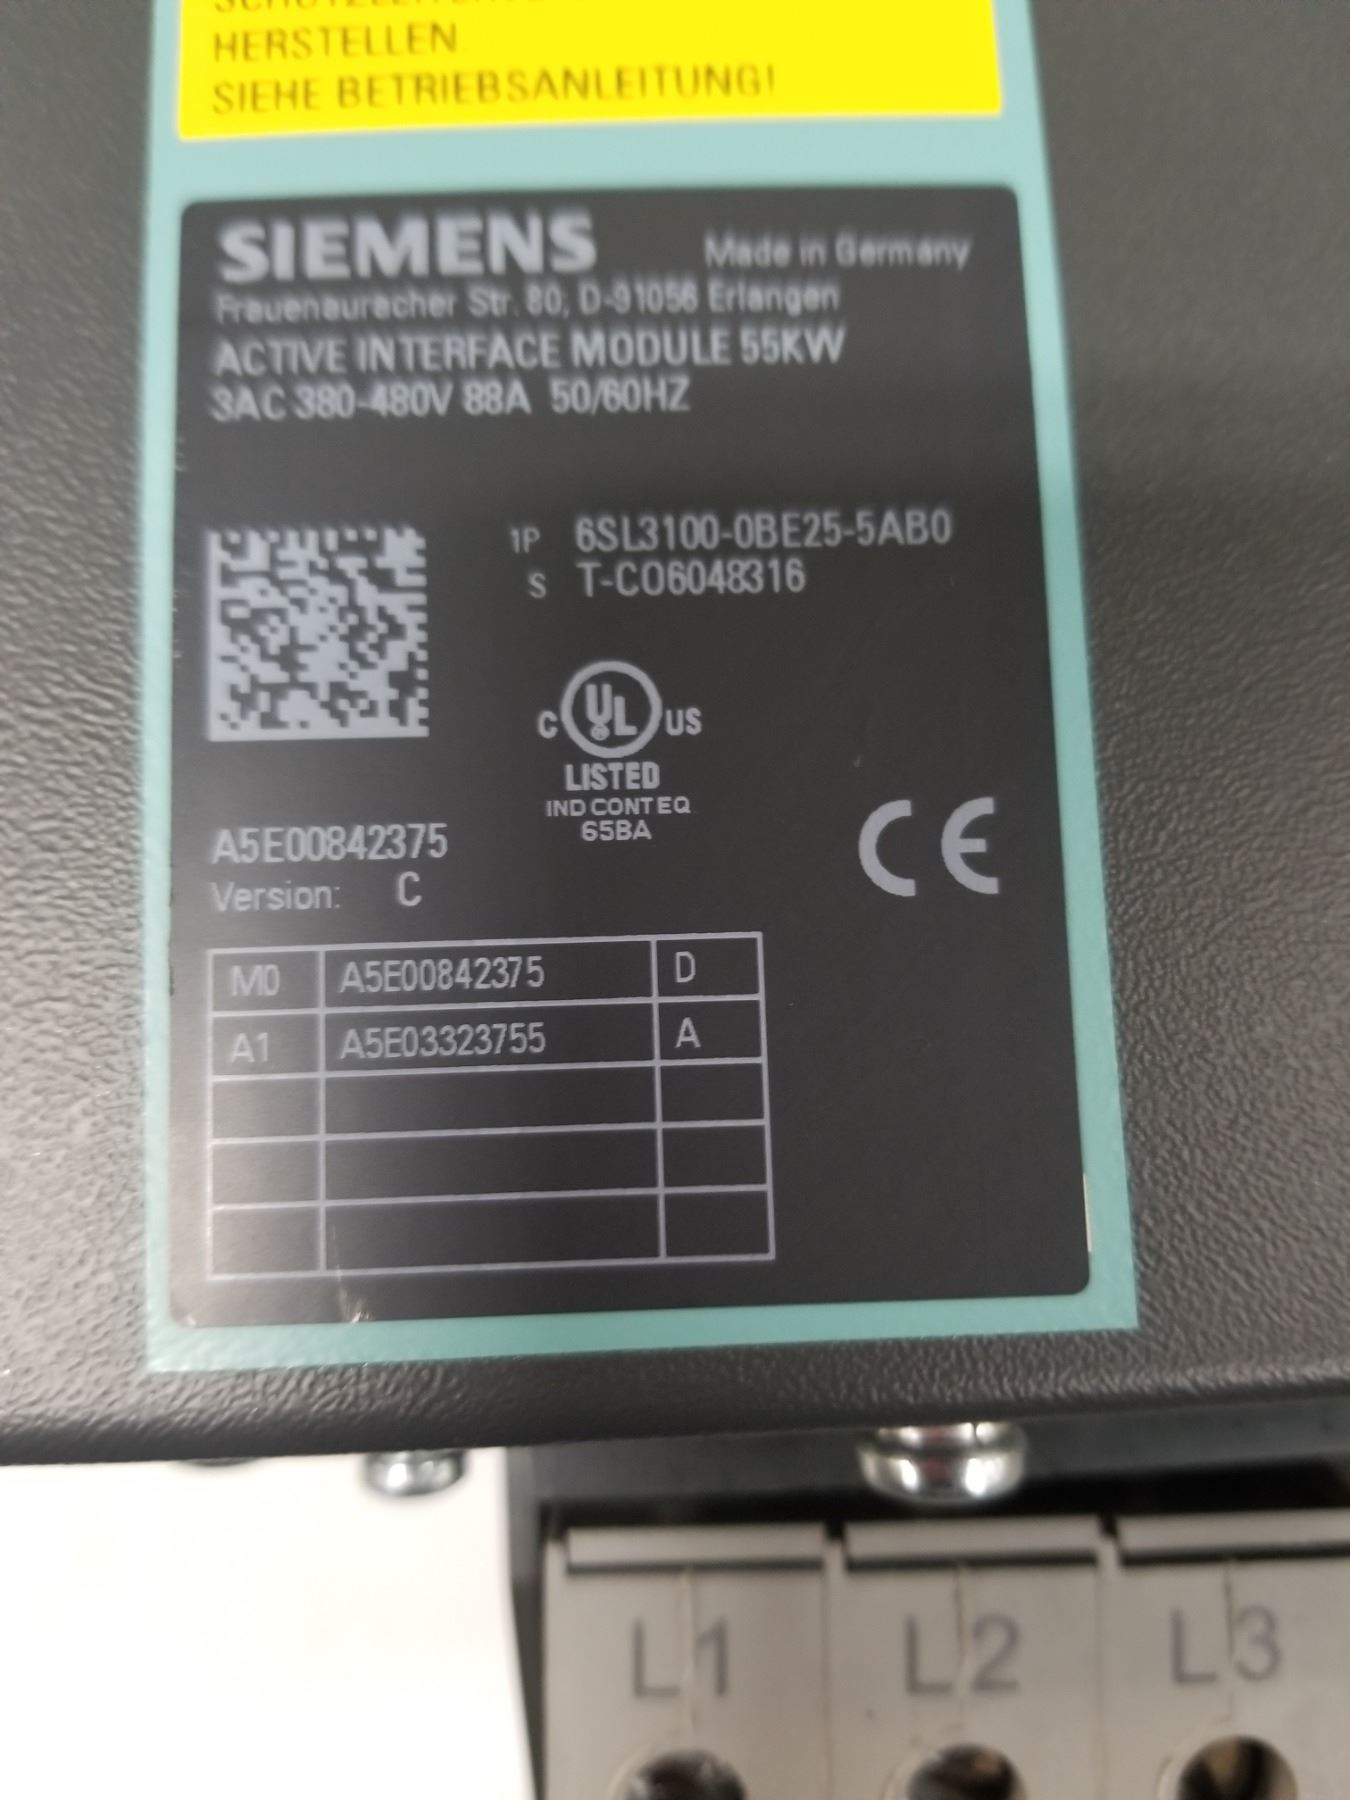 HERSTELLEN
SIEHE BETRIEBSANLEITUNG!
SIEMENS Made in Germany
Frauenauracher Str. 80, D-91056 Erlangen
ACTIVE INTERFACE MODULE 55KW
3AC 380-480V 88A 50/60HZ
1P 6SL3100-0BE25-5AB0
S T-CO6048316
C UL US
LISTED
IND CONT EQ
65BA
CE
A5E00842375
Version: C
M0 A5E00842375 D
A1 A5E03323755 A
L1 L2 L3